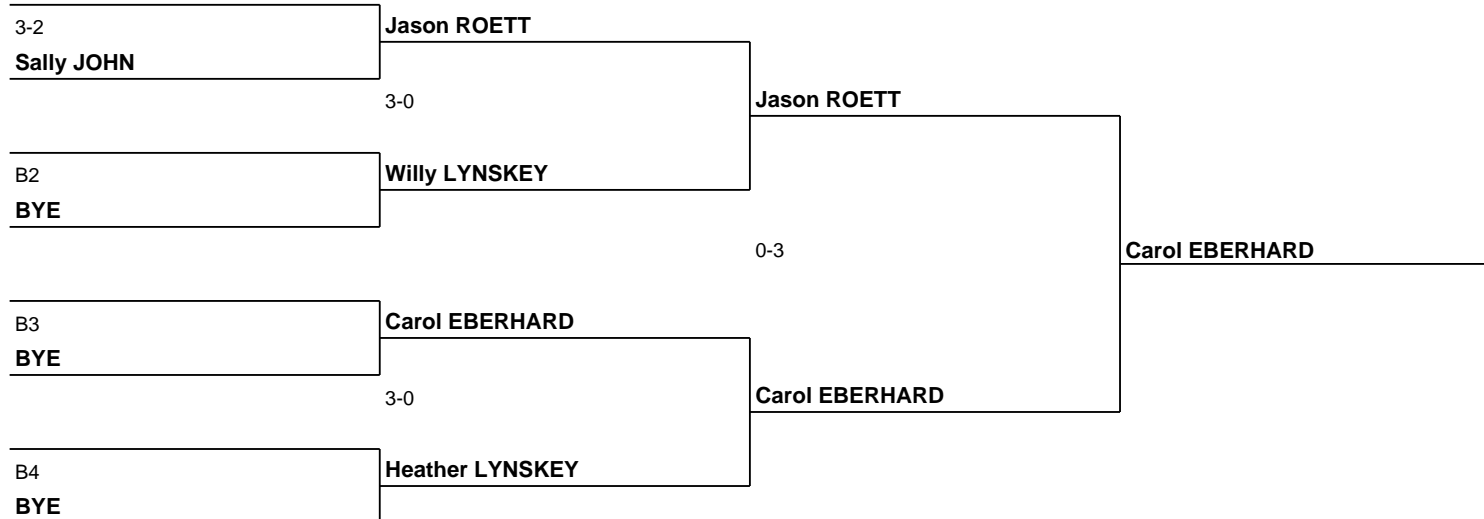 3-2
Jason ROETT
Sally JOHN
3-0
Jason ROETT
B2
Willy LYNSKEY
BYE
0-3
Carol EBERHARD
B3
Carol EBERHARD
BYE
3-0
Carol EBERHARD
B4
Heather LYNSKEY
BYE